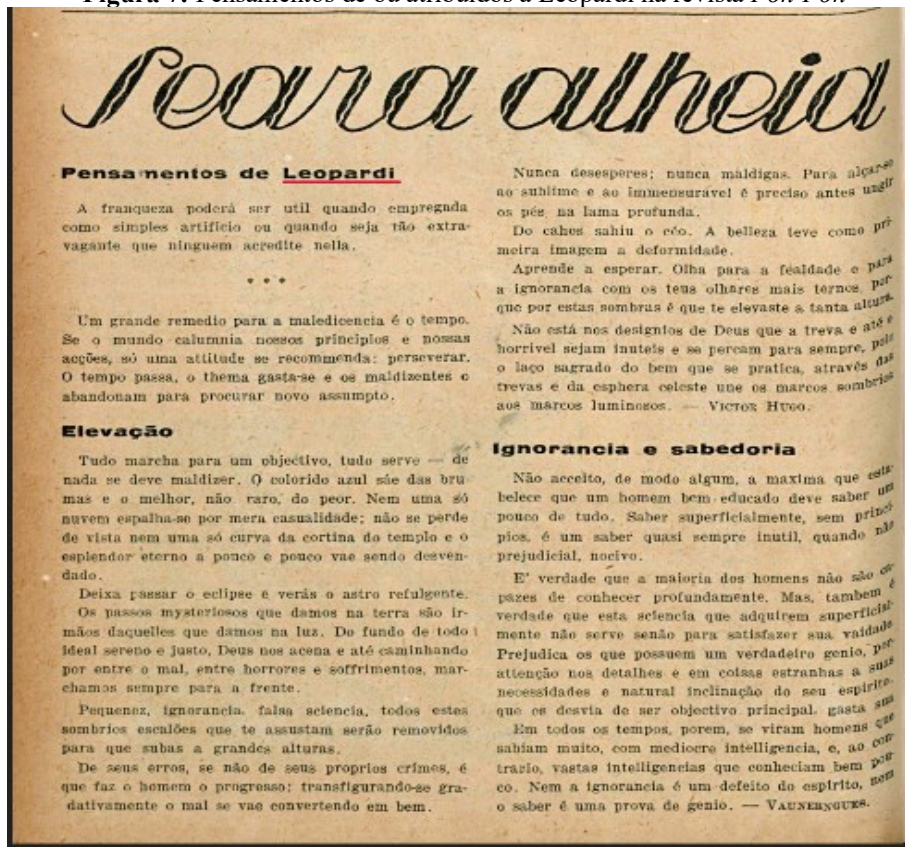 Figura 7. Pensamentos de ou atribuídos a Leopardi na revista Fon-Fon
Seara alheia
Pensamentos de Leopardi
A franqueza poderá ser util quando empregada
como simples artificio ou quando seja tão extra-
vagante que ninguem acredite nella.
* * *
Um grande remedio para a maledicencia é o tempo.
Se o mundo calumnia nossos principios e nossas
acções, só uma attitude se recommenda: perseverar.
O tempo passa, o thema gasta-se e os maldizentes o
abandonam para procurar novo assumpto.
Elevação
Tudo marcha para um objectivo, tudo serve — de
nada se deve maldizer. O colorido azul sáe das bru
mas e o melhor, não raro, do peor. Nem uma só
nuvem espalha-se por mera casualidade; não se perde
de vista nem uma só curva da cortina do templo e o
esplendor eterno a pouco e pouco vae sendo desven-
dado.
Deixa passar o eclipse e verás o astro refulgente.
Os passos mysteriosos que damos na terra são ir-
mãos daquelles que damos na luz. Do fundo de todo
ideal sereno e justo, Deus nos acena e até caminhando
por entre o mal, entre horrores e soffrimentos, mar-
chamos sempre para a frente.
Pequenez, ignorancia, falsa sciencia, todos estes
sombrios escalões que te assustam serão removidos
para que subas a grandes alturas.
De seus erros, se não de seus proprios crimes, é
que faz o homem o progresso; transfigurando-se gra-
dativamente o mal se vae convertendo em bem.
Nunca desesperes; nunca maldigas. Para alçar-se
ao sublime e ao immensurável é preciso antes ungir
os pés na lama profunda.
Do cahos sahiu o céo. A belleza teve como pri-
meira imagem a deformidade.
Aprende a esperar. Olha para a fealdade e para
a ignorancia com os teus olhares mais ternos, por-
que por estas sombras é que te elevaste a tanta altura.
Não está nos designios de Deus que a treva e até o
horrivel sejam inuteis e se percam para sempre, pois
o laço sagrado do bem que se pratica, através das
trevas e da esphera celeste une os marcos sombrios
aos marcos luminosos. — VICTOR HUGO.
Ignorancia e sabedoria
Não acceito, de modo algum, a maxima que esta-
belece que um homem bem educado deve saber um
pouco de tudo. Saber superficialmente, sem princi-
pios, é um saber quasi sempre inutil, quando não
prejudicial, nocivo.
E' verdade que a maioria dos homens não são ca-
pazes de conhecer profundamente. Mas, tambem é
verdade que esta sciencia que adquirem superficial-
mente não serve senão para satisfazer sua vaidade
Prejudica os que possuem um verdadeiro genio, por
attenção nos detalhes e em coisas estranhas a suas
necessidades e natural inclinação do seu espirito,
que os desvia de ser objectivo principal, gasta sua
Em todos os tempos, porem, se viram homens que
sabiam muito, com mediocre intelligencia, e, ao con-
trario, vastas intelligencias que conheciam bem pou-
co. Nem a ignorancia é um defeito do espirito, nem
o saber é uma prova de genio. — VAUVERNGUES.